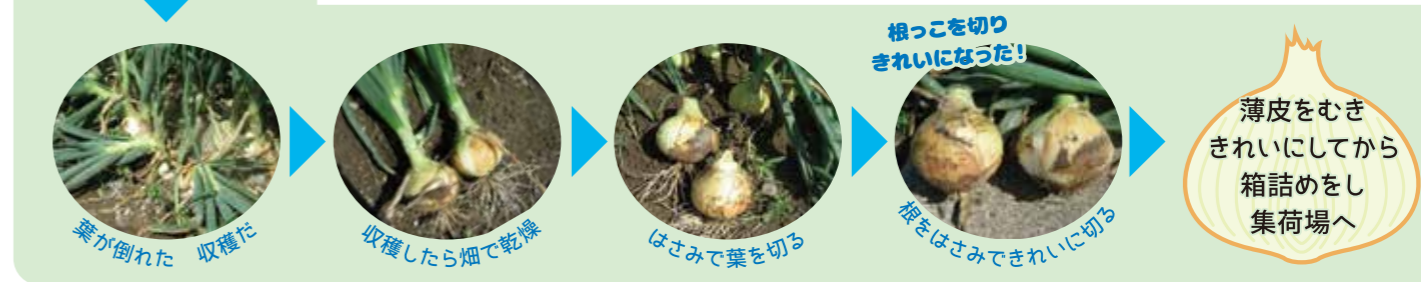 葉が倒れた　収穫だ
収穫したら畑で乾燥
はさみで葉を切る
根っこを切り
きれいになった！
根をはさみできれいに切る
薄皮をむき
きれいにしてから
箱詰めをし
集荷場へ